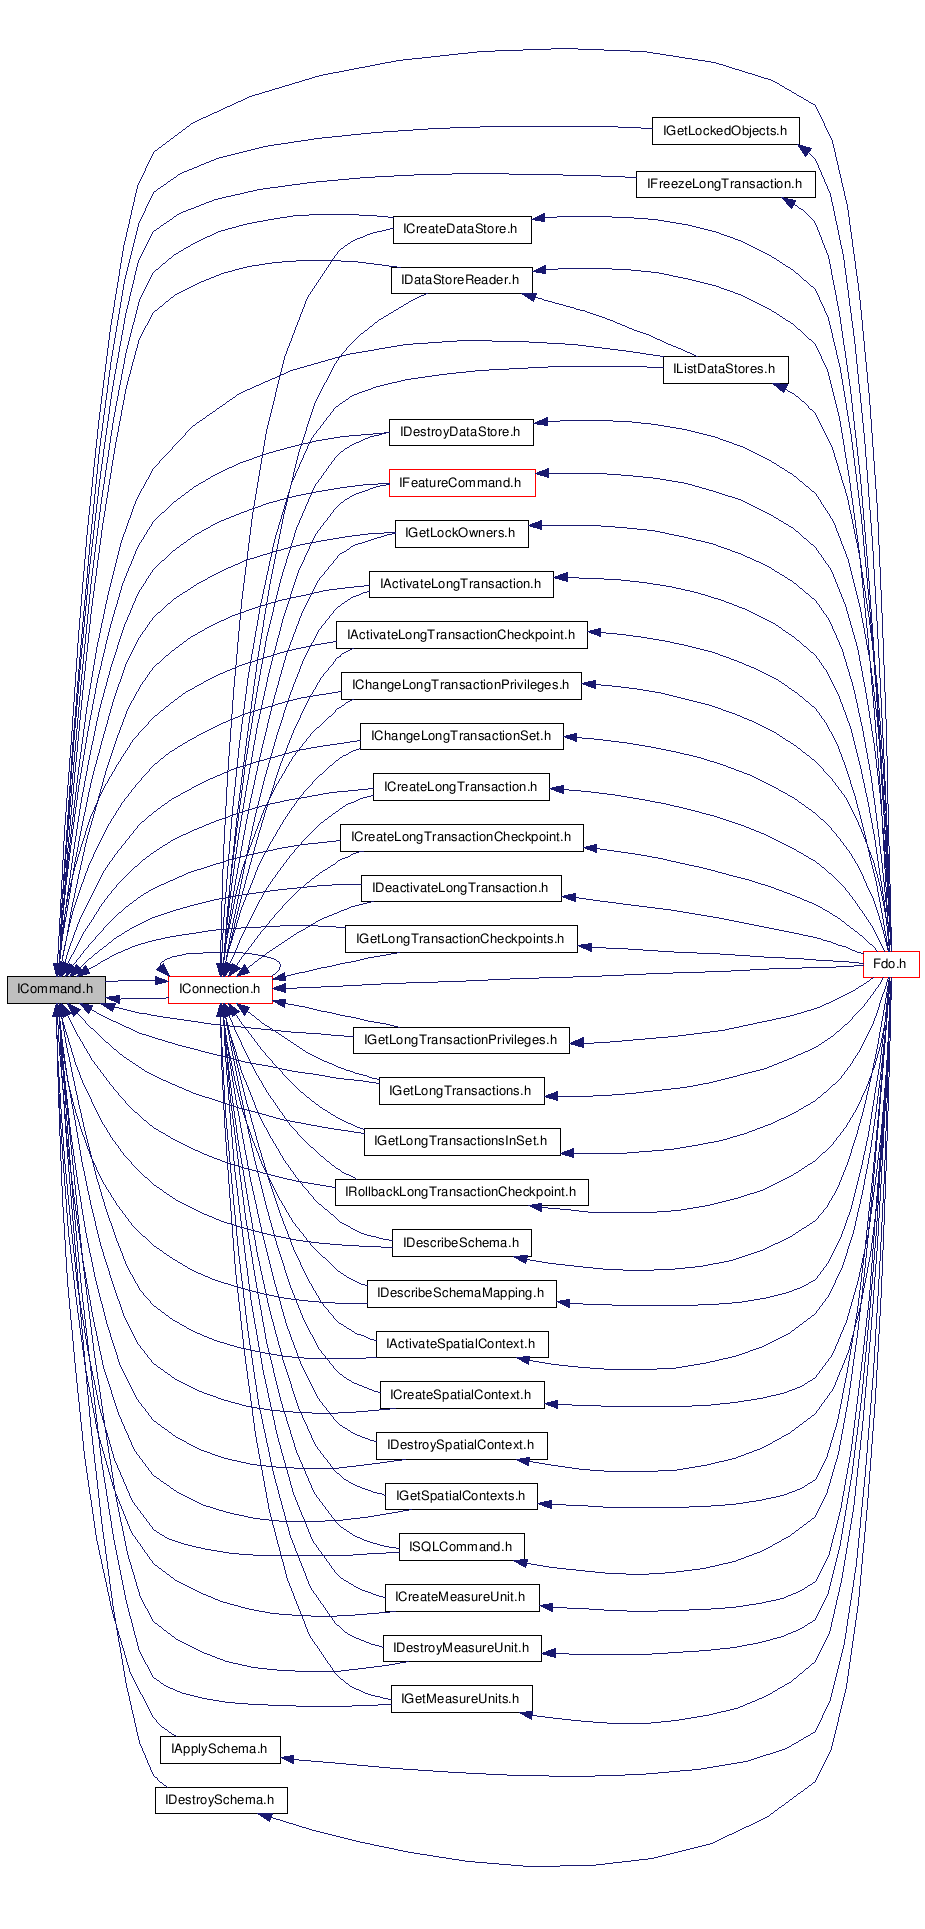 IGetLockedObjects.h
IFreezeLongTransaction.h
ICreateDataStore.h
IDataStoreReader.h
IListDataStores.h
IDestroyDataStore.h
IFeatureCommand.h
IGetLockOwners.h
IActivateLongTransaction.h
IActivateLongTransactionCheckpoint.h
IChangeLongTransactionPrivileges.h
IChangeLongTransactionSet.h
ICreateLongTransaction.h
ICreateLongTransactionCheckpoint.h
IDeactivateLongTransaction.h
IGetLongTransactionCheckpoints.h
Fdo.h
ICommand.h
IConnection.h
IGetLongTransactionPrivileges.h
IGetLongTransactions.h
IGetLongTransactionsInSet.h
IRollbackLongTransactionCheckpoint.h
IDescribeSchema.h
IDescribeSchemaMapping.h
IActivateSpatialContext.h
ICreateSpatialContext.h
IDestroySpatialContext.h
IGetSpatialContexts.h
ISQLCommand.h
ICreateMeasureUnit.h
IDestroyMeasureUnit.h
IGetMeasureUnits.h
IApplySchema.h
IDestroySchema.h